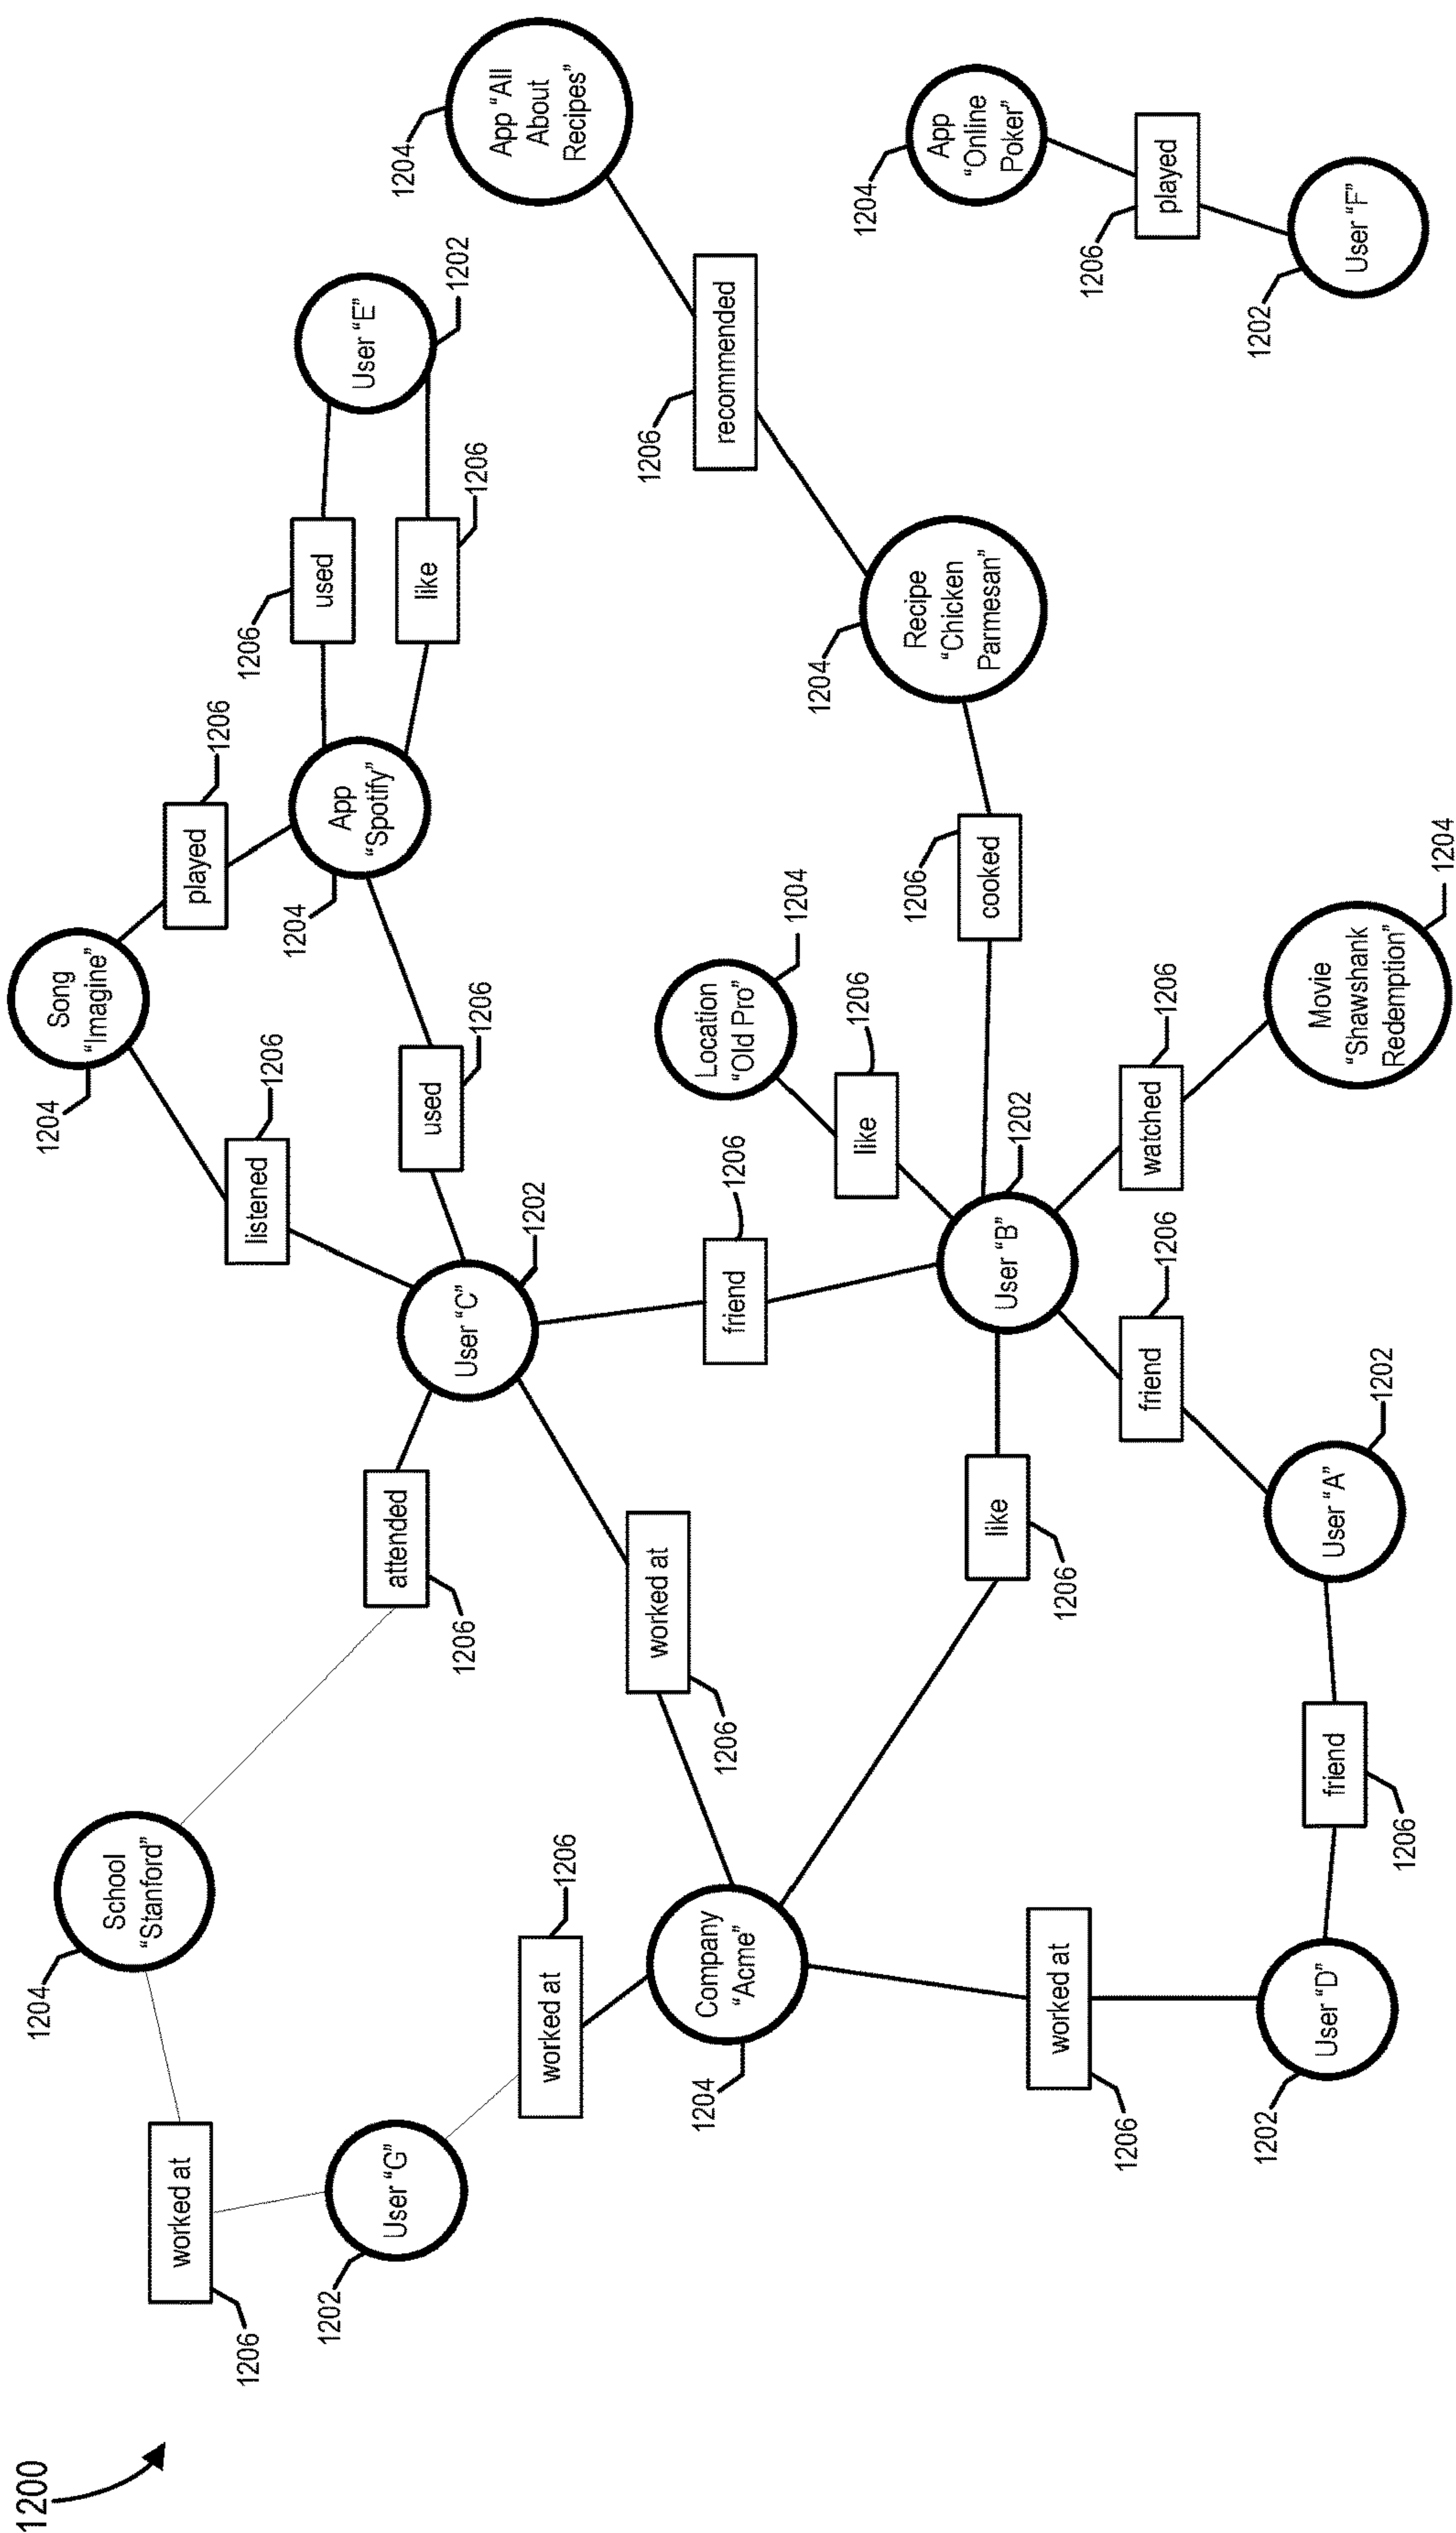 1200
1204
School
“Stanford”
1204
Song
“Imagine”
worked at
1206
listened
1206
played
1206
1202
User “G”
attended
1206
1204
App
“Spotify”
used
1206
like
1206
User “E”
1202
User “C”
1202
used
1206
1204
App “All
About
Recipes”
worked at
1206
worked at
1206
friend
1206
recommended
1206
1204
Company
“Acme”
Location
“Old Pro”
1204
like
1206
1204
Recipe
“Chicken
Parmesan”
cooked
1206
like
1206
User “B”
1202
1204
App
“Online
Poker”
worked at
1206
friend
1206
watched
1206
played
1206
1202
User “D”
friend
1206
User “A”
1202
Movie
“Shawshank
Redemption”
1204
1202
User “F”